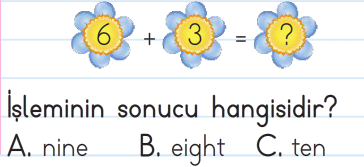 6 + 3 = ?
İşleminin sonucu hangisidir?
A. nine B. eight C. ten